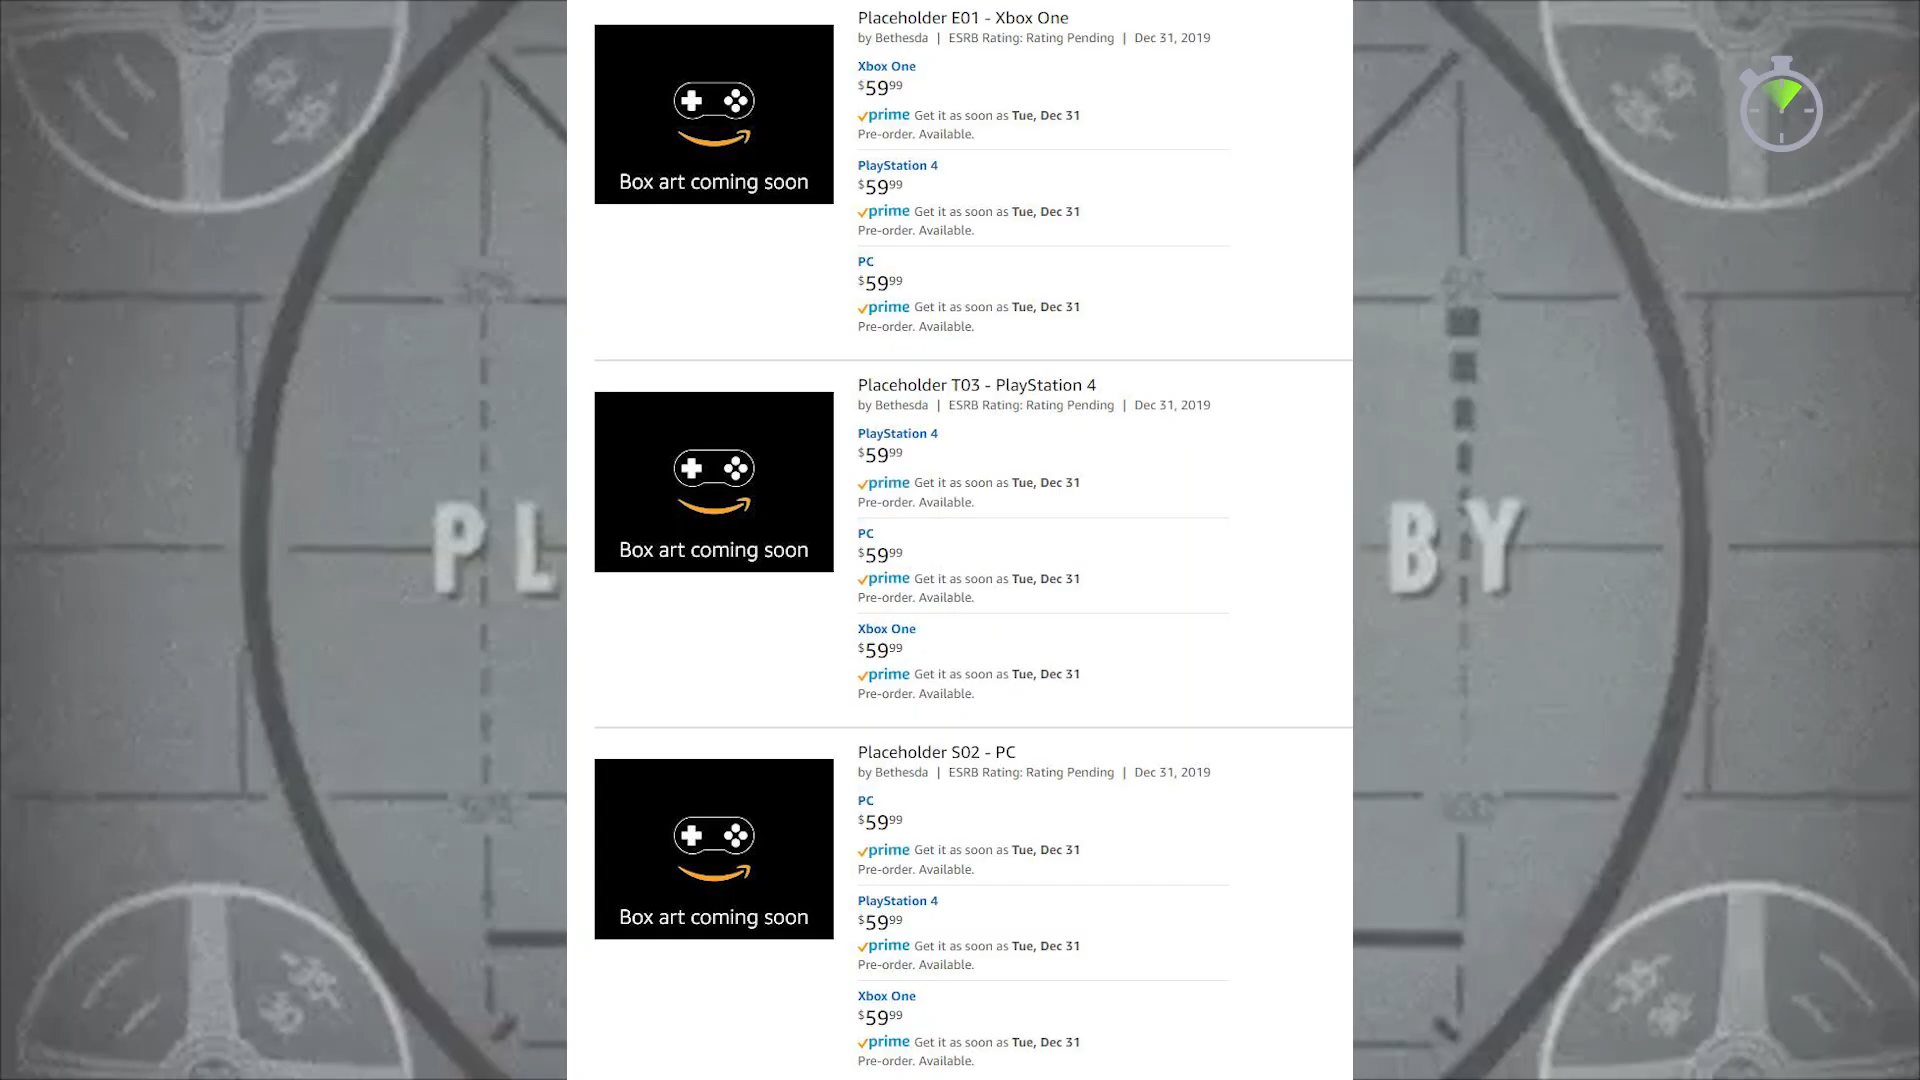 Placeholder E01 - Xbox One
by Bethesda | ESRB Rating: Rating Pending | Dec 31, 2019
Xbox One
$59⁹⁹
prime Get it as soon as Tue, Dec 31
Pre-order. Available.
PlayStation 4
$59⁹⁹
prime Get it as soon as Tue, Dec 31
Pre-order. Available.
PC
$59⁹⁹
prime Get it as soon as Tue, Dec 31
Pre-order. Available.
Box art coming soon
Placeholder T03 - PlayStation 4
by Bethesda | ESRB Rating: Rating Pending | Dec 31, 2019
PlayStation 4
$59⁹⁹
prime Get it as soon as Tue, Dec 31
Pre-order. Available.
PC
$59⁹⁹
prime Get it as soon as Tue, Dec 31
Pre-order. Available.
Xbox One
$59⁹⁹
prime Get it as soon as Tue, Dec 31
Pre-order. Available.
Box art coming soon
PL
BY
Placeholder S02 - PC
by Bethesda | ESRB Rating: Rating Pending | Dec 31, 2019
PC
$59⁹⁹
prime Get it as soon as Tue, Dec 31
Pre-order. Available.
PlayStation 4
$59⁹⁹
prime Get it as soon as Tue, Dec 31
Pre-order. Available.
Xbox One
$59⁹⁹
prime Get it as soon as Tue, Dec 31
Pre-order. Available.
Box art coming soon